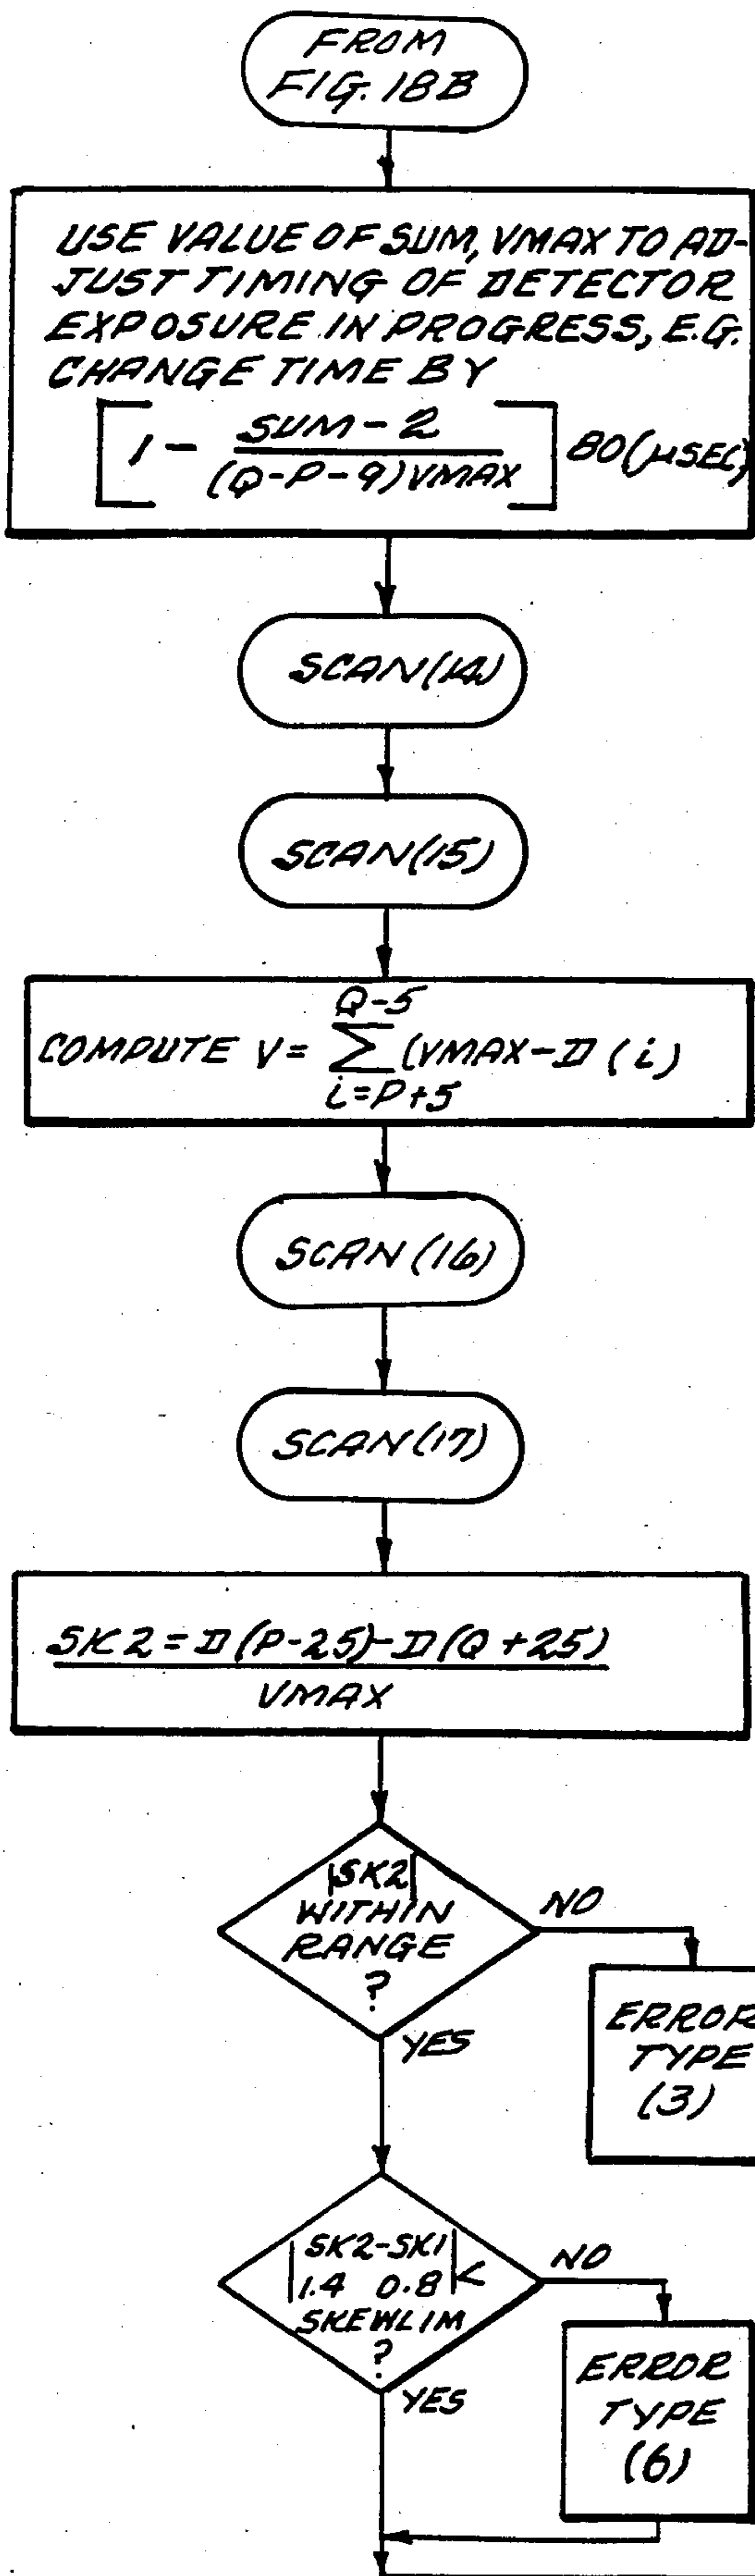 FROM
FIG. 18B
USE VALUE OF SUM, VMAX TO AD-
JUST TIMING OF DETECTOR
EXPOSURE IN PROGRESS, E.G.
CHANGE TIME BY
[1 - SUM-2 / (Q-P-9)VMAX] 80(μSEC)
SCAN(14)
SCAN(15)
Q-5
COMPUTE V= ∑ (VMAX-D(i)
i=P+5
SCAN(16)
SCAN(17)
SK2=D(P-25)-D(Q+25)
VMAX
|SK2|
WITHIN
RANGE
?
NO
YES
ERROR
TYPE
(3)
|SK2-SK1
1.4 0.8|<
SKEWLIM
?
NO
YES
ERROR
TYPE
(6)